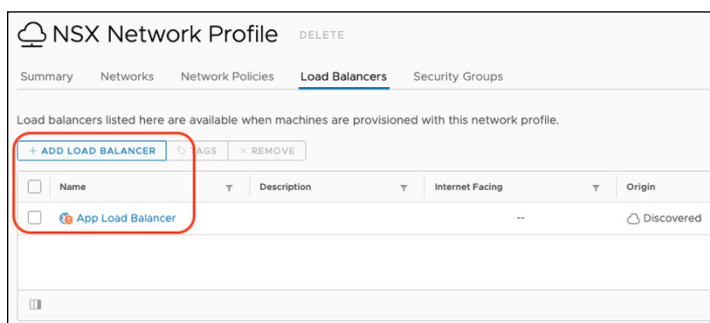 NSX Network Profile DELETE
Summary Networks Network Policies Load Balancers Security Groups
Load balancers listed here are available when machines are provisioned with this network profile.
+ ADD LOAD BALANCER TAGS × REMOVE
Name Description Internet Facing Origin
App Load Balancer -- Discovered